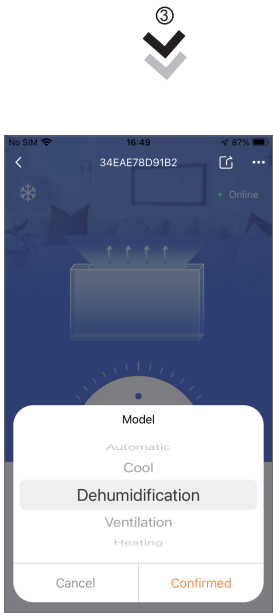 ③
No SIM 16:49 87%
34EAE78D91B2
Online
Model
Automatic
Cool
Dehumidification
Ventilation
Heating
Cancel Confirmed